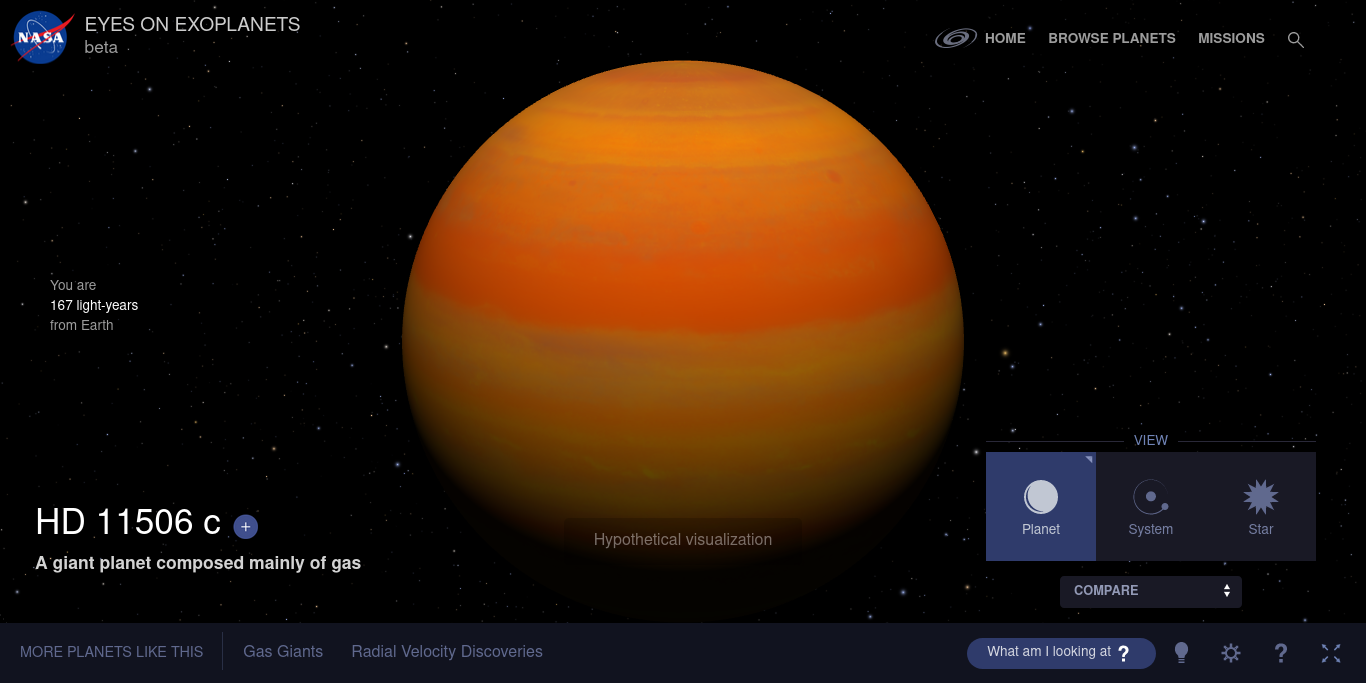 NASA
EYES ON EXOPLANETS
beta
HOME
BROWSE PLANETS
MISSIONS
You are
167 light-years
from Earth
HD 11506 c +
A giant planet composed mainly of gas
Hypothetical visualization
VIEW
Planet
System
Star
COMPARE
MORE PLANETS LIKE THIS
Gas Giants
Radial Velocity Discoveries
What am I looking at ?
?